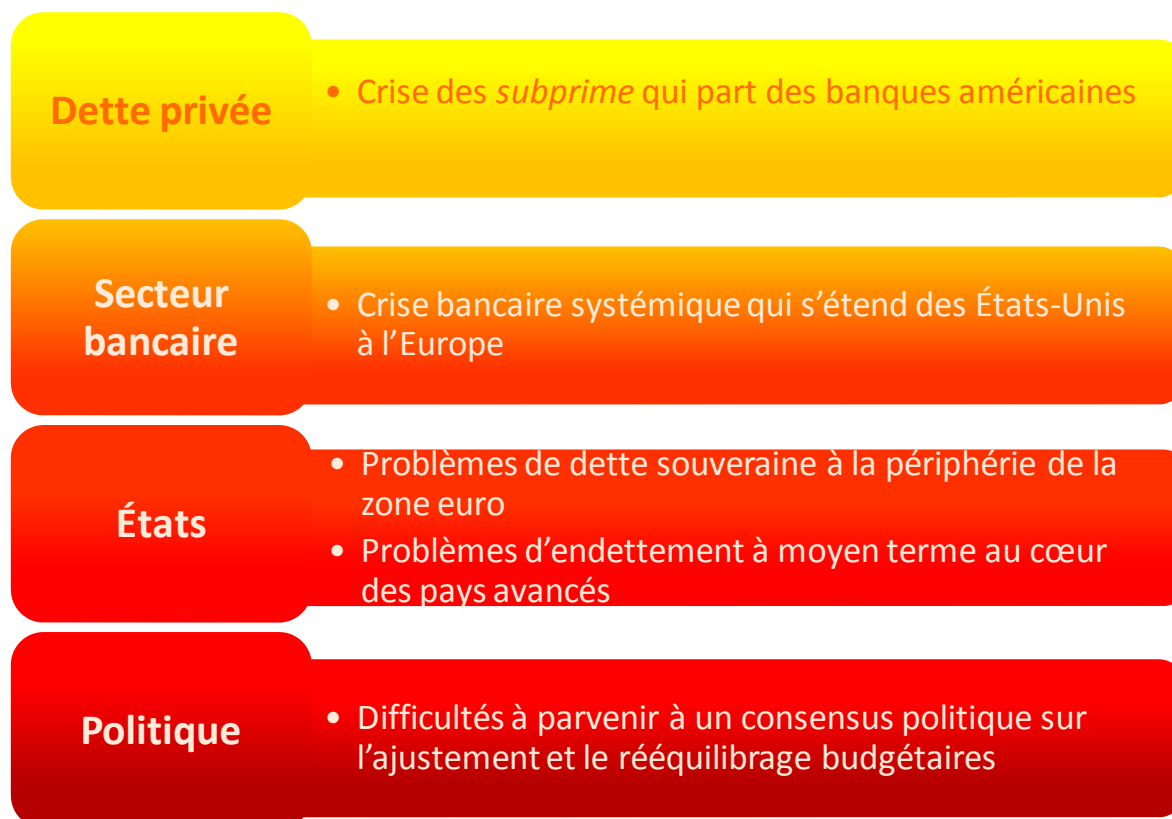 Dette privée
• Crise des subprime qui part des banques américaines
Secteur
bancaire
• Crise bancaire systémique qui s’étend des États-Unis
à l’Europe
États
• Problèmes de dette souveraine à la périphérie de la
zone euro
• Problèmes d’endettement à moyen terme au cœur
des pays avancés
Politique
• Difficultés à parvenir à un consensus politique sur
l’ajustement et le rééquilibrage budgétaires